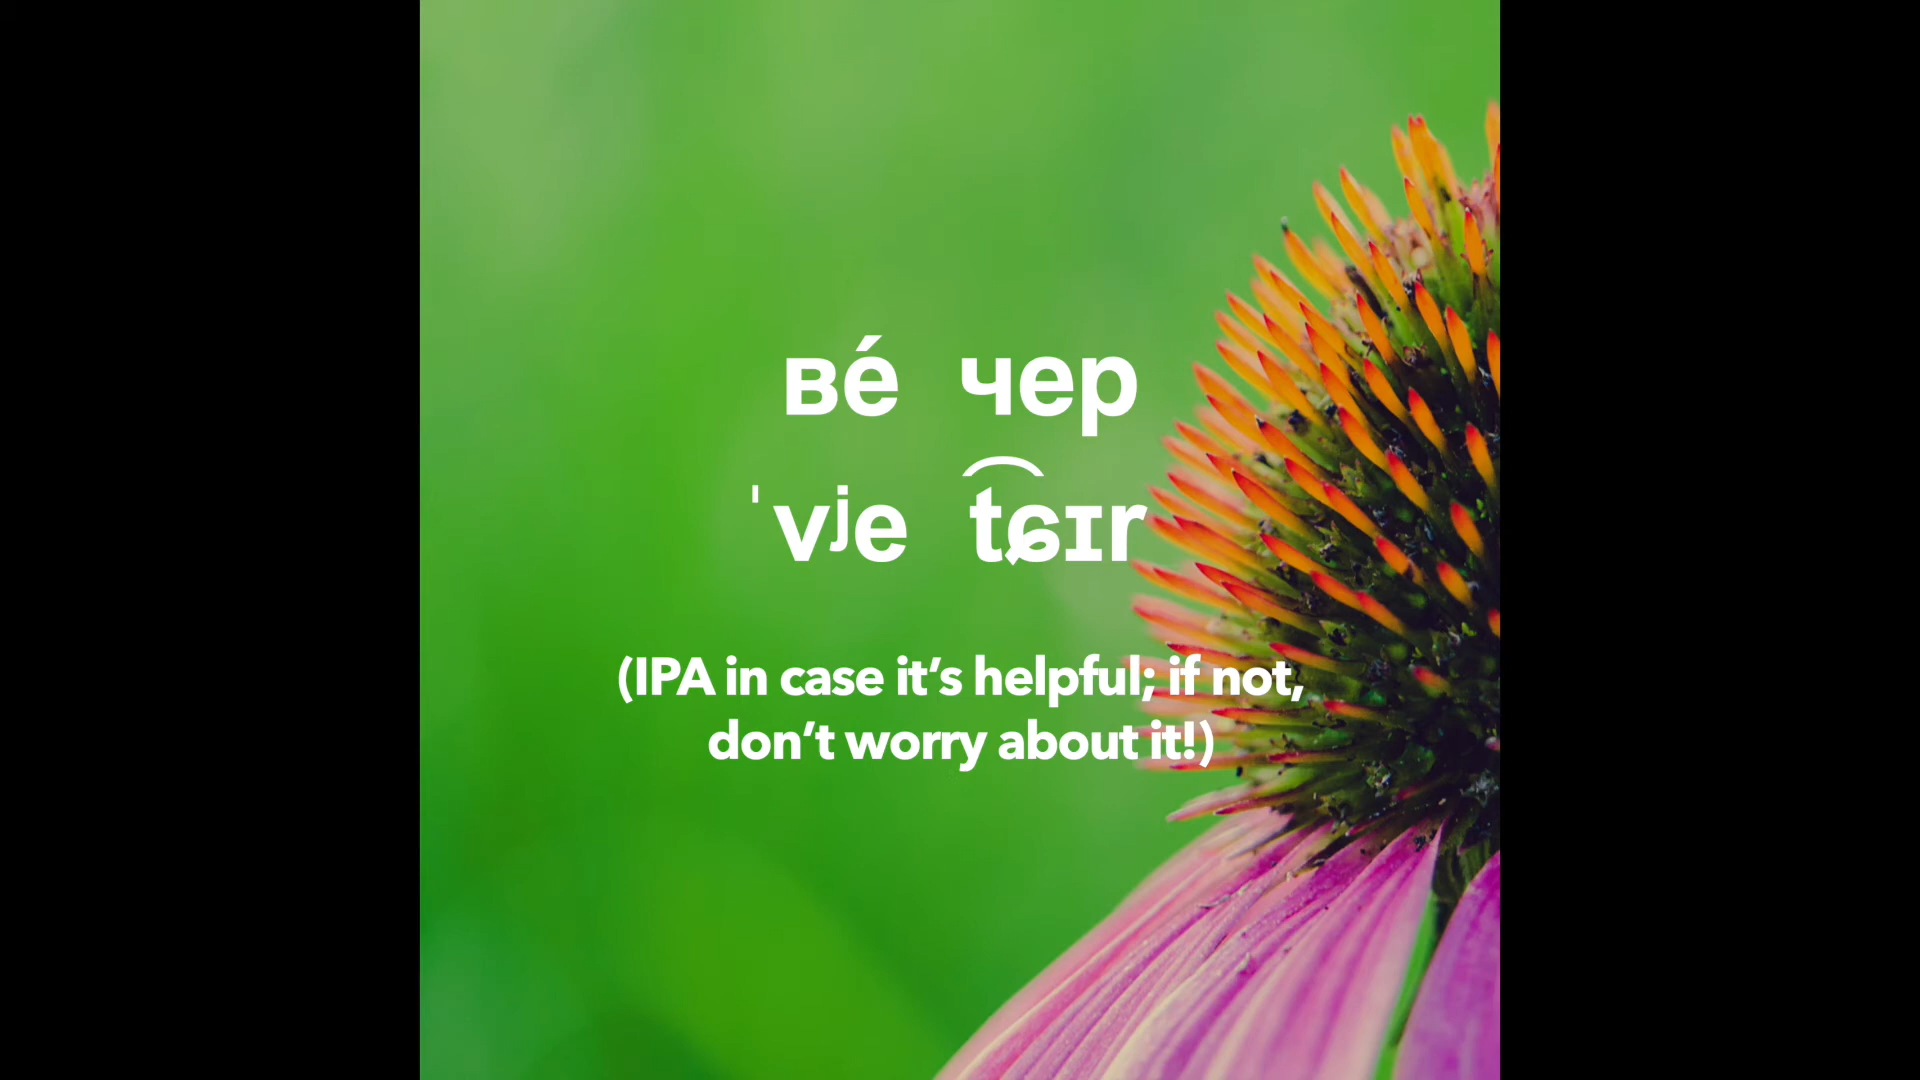 ве́ чер
ˈvʲe t͡ɕɪr
(IPA in case it’s helpful; if not,
don’t worry about it!)